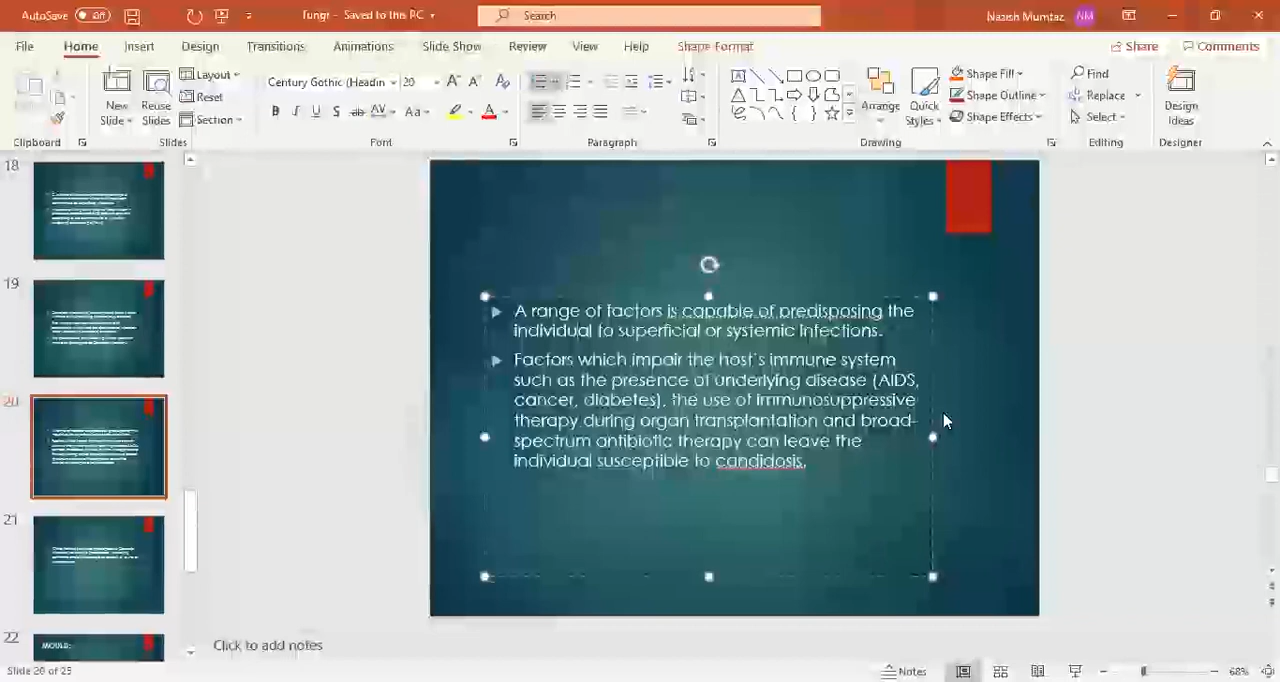 AutoSave Off fungi - Saved to this PC Search Nazish Mumtaz NM
File Home Insert Design Transitions Animations Slide Show Review View Help Shape Format Share Comments
New Slide Reuse Slides Layout Reset Section
Century Gothic (Headin 20
Arrange Quick Styles Shape Fill Shape Outline Shape Effects
Find Replace Select Design Ideas
Clipboard Slides Font Paragraph Drawing Editing Designer
18
19
20
21
22
MOULD:
A range of factors is capable of predisposing the
individual to superficial or systemic infections.
Factors which impair the host's immune system
such as the presence of underlying disease (AIDS,
cancer, diabetes), the use of immunosuppressive
therapy during organ transplantation and broad-
spectrum antibiotic therapy can leave the
individual susceptible to candidosis.
Click to add notes
Slide 20 of 25 Notes 68%